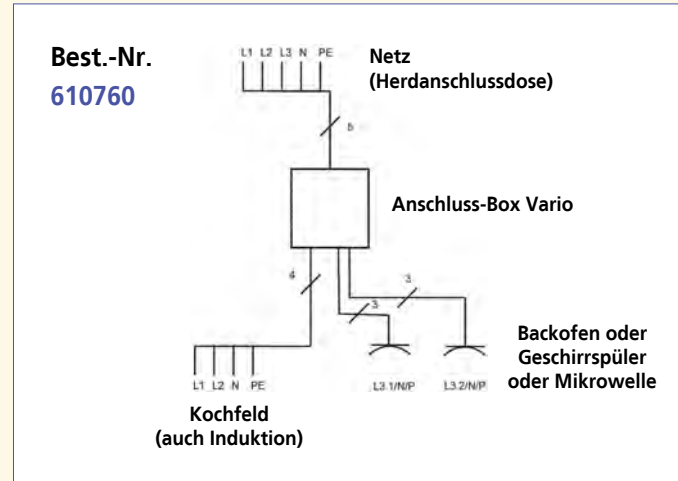 Best.-Nr.
610760
L1 L2 L3 N PE
Netz
(Herdanschlussdose)
5
Anschluss-Box Vario
4
3
3
L1 L2 N PE
L3.1/N/P
L3.2/N/P
Kochfeld
(auch Induktion)
Backofen oder
Geschirrspüler
oder Mikrowelle